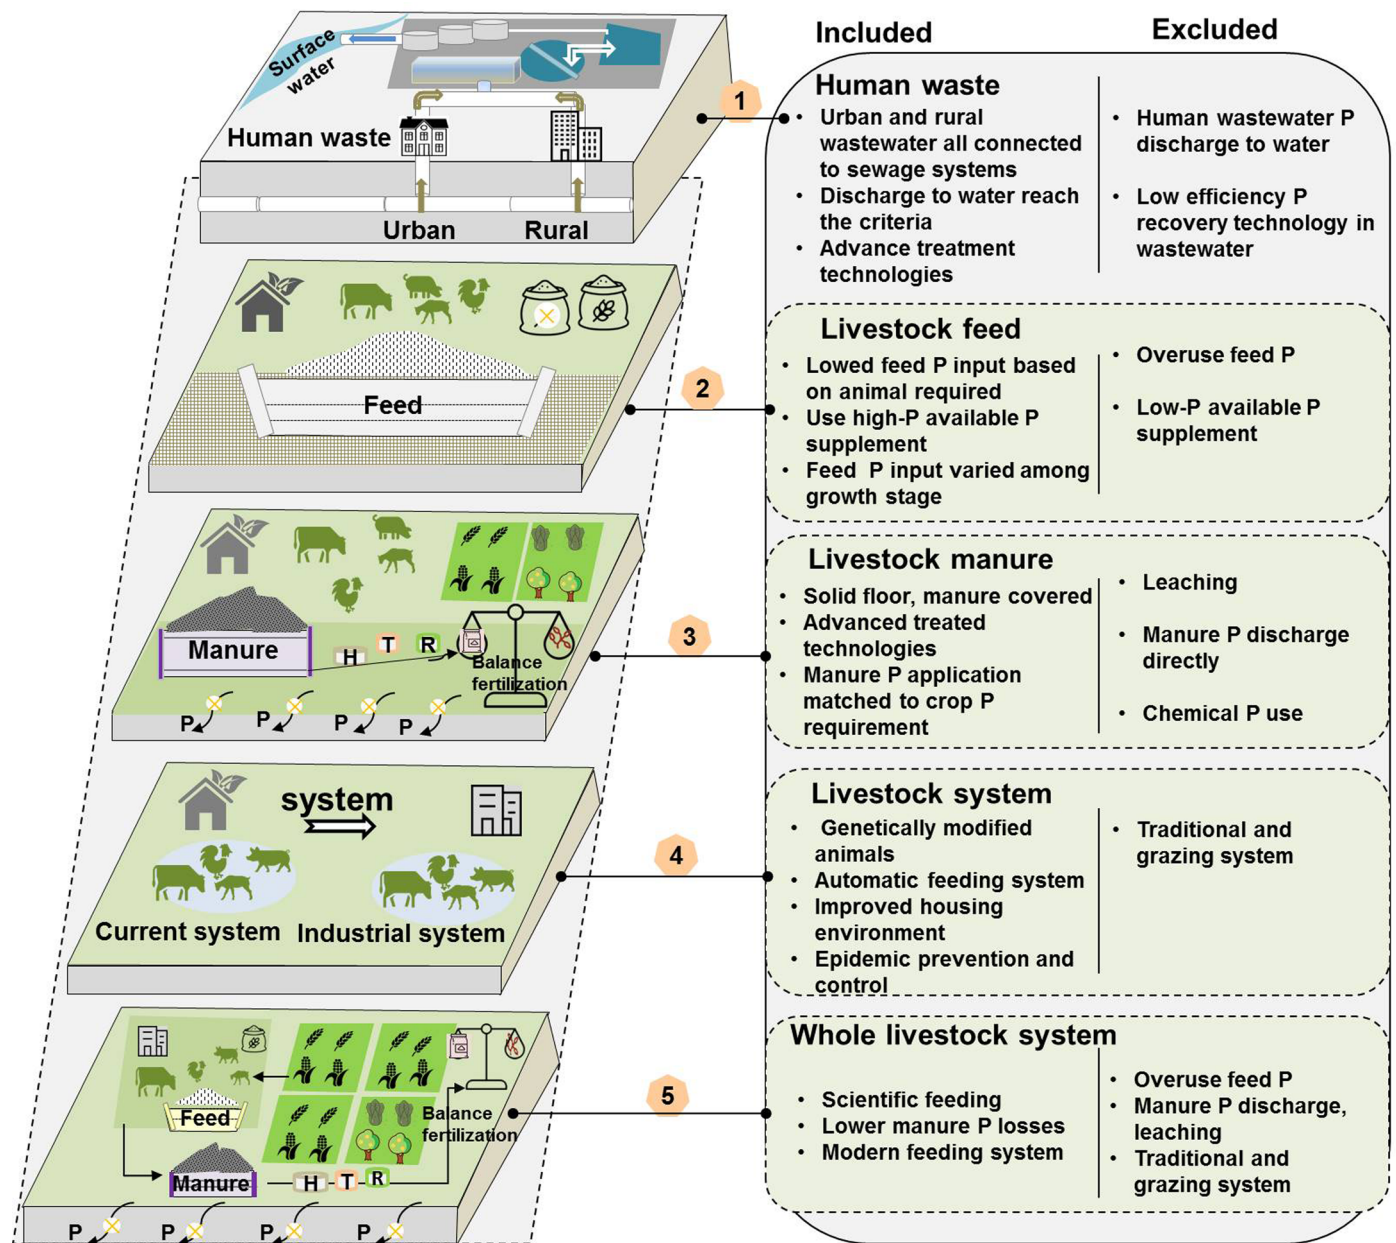 Included
Excluded
Surface
water
Human waste
Urban
Rural
1
Human waste
• Urban and rural
wastewater all connected
to sewage systems
• Discharge to water reach
the criteria
• Advance treatment
technologies
• Human wastewater P
discharge to water
• Low efficiency P
recovery technology in
wastewater
Feed
2
Livestock feed
• Lowed feed P input based
on animal required
• Use high-P available P
supplement
• Feed P input varied among
growth stage
• Overuse feed P
• Low-P available P
supplement
Manure
H
T
R
Balance
fertilization
P
P
P
P
3
Livestock manure
• Solid floor, manure covered
• Advanced treated
technologies
• Manure P application
matched to crop P
requirement
• Leaching
• Manure P discharge
directly
• Chemical P use
system
Current system
Industrial system
4
Livestock system
• Genetically modified
animals
• Automatic feeding system
• Improved housing
environment
• Epidemic prevention and
control
• Traditional and
grazing system
Feed
Manure
H
T
R
Balance
fertilization
P
P
P
P
5
Whole livestock system
• Scientific feeding
• Lower manure P losses
• Modern feeding system
• Overuse feed P
• Manure P discharge,
leaching
• Traditional and
grazing system